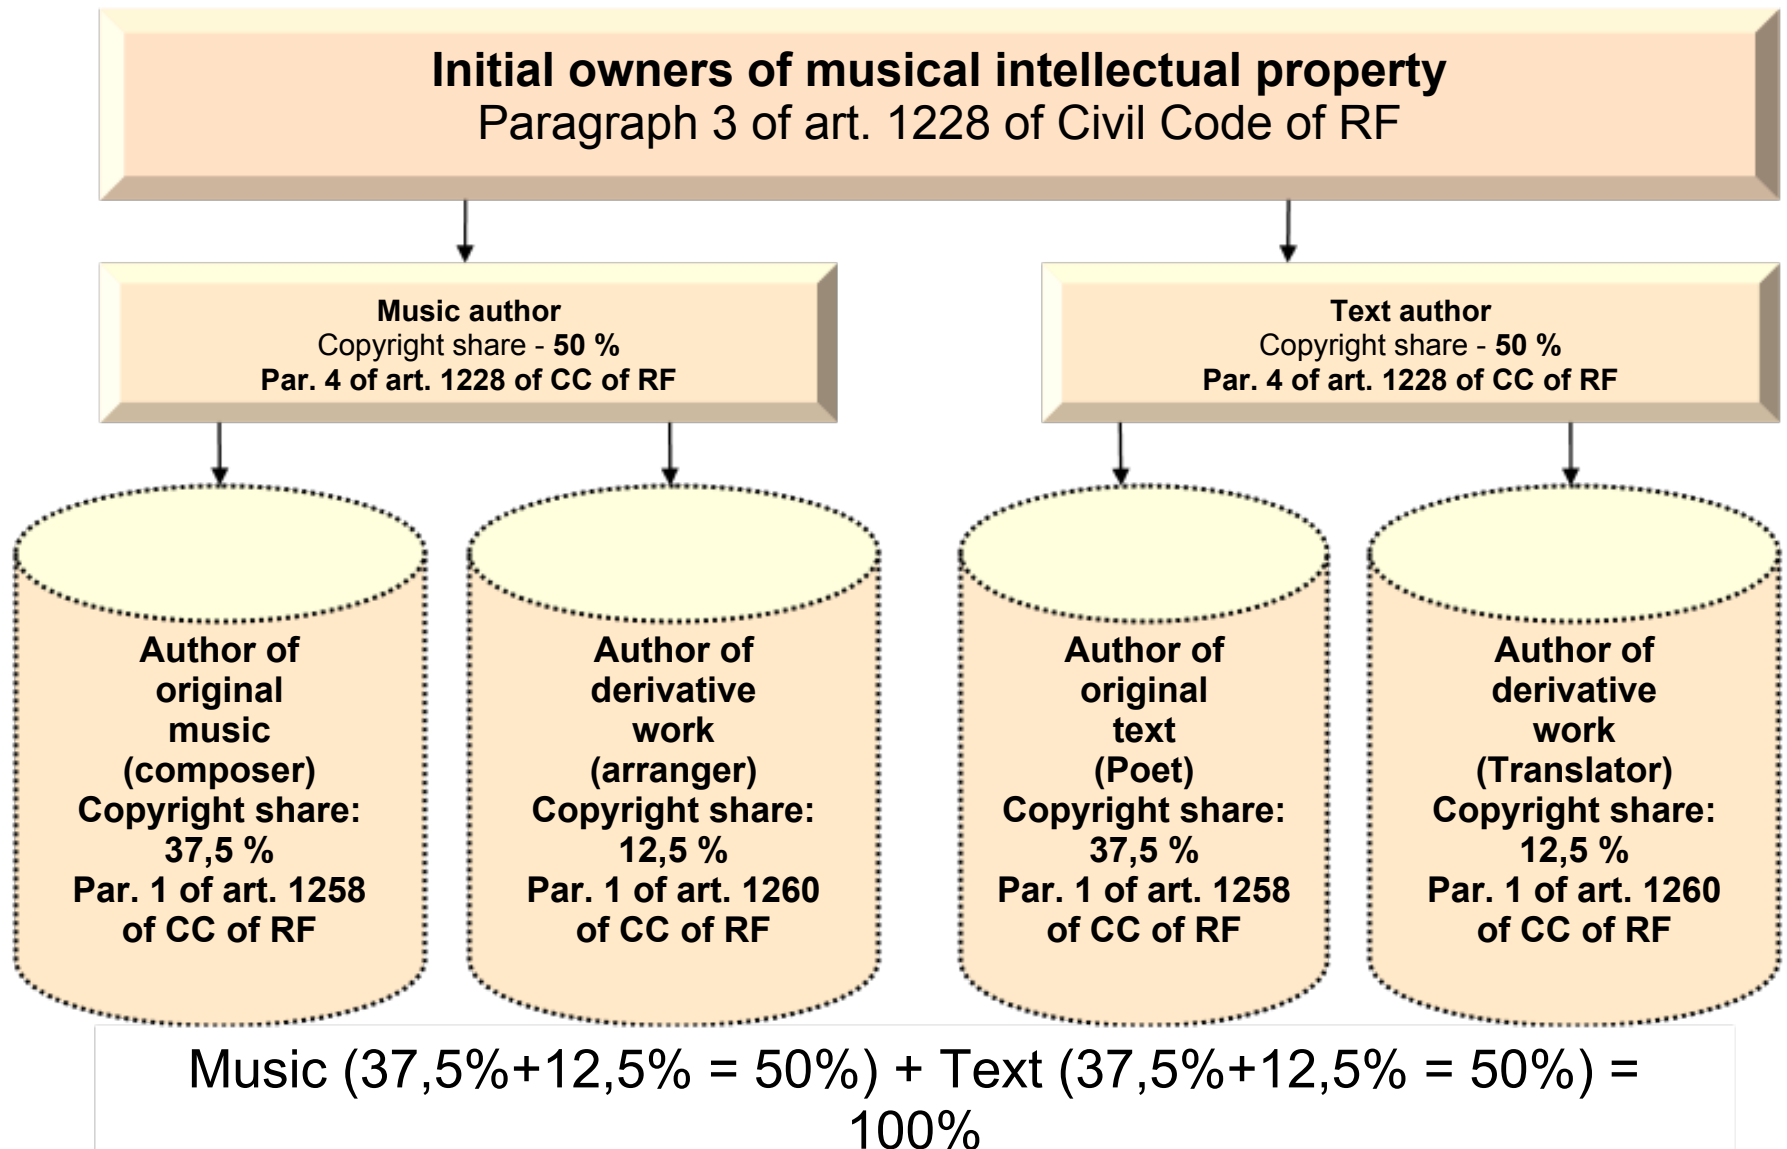 Initial owners of musical intellectual property
Paragraph 3 of art. 1228 of Civil Code of RF
Music author
Copyright share - 50 %
Par. 4 of art. 1228 of CC of RF
Text author
Copyright share - 50 %
Par. 4 of art. 1228 of CC of RF
Author of
original
music
(composer)
Copyright share:
37,5 %
Par. 1 of art. 1258
of CC of RF
Author of
derivative
work
(arranger)
Copyright share:
12,5 %
Par. 1 of art. 1260
of CC of RF
Author of
original
text
(Poet)
Copyright share:
37,5 %
Par. 1 of art. 1258
of CC of RF
Author of
derivative
work
(Translator)
Copyright share:
12,5 %
Par. 1 of art. 1260
of CC of RF
Music (37,5%+12,5% = 50%) + Text (37,5%+12,5% = 50%) =
100%